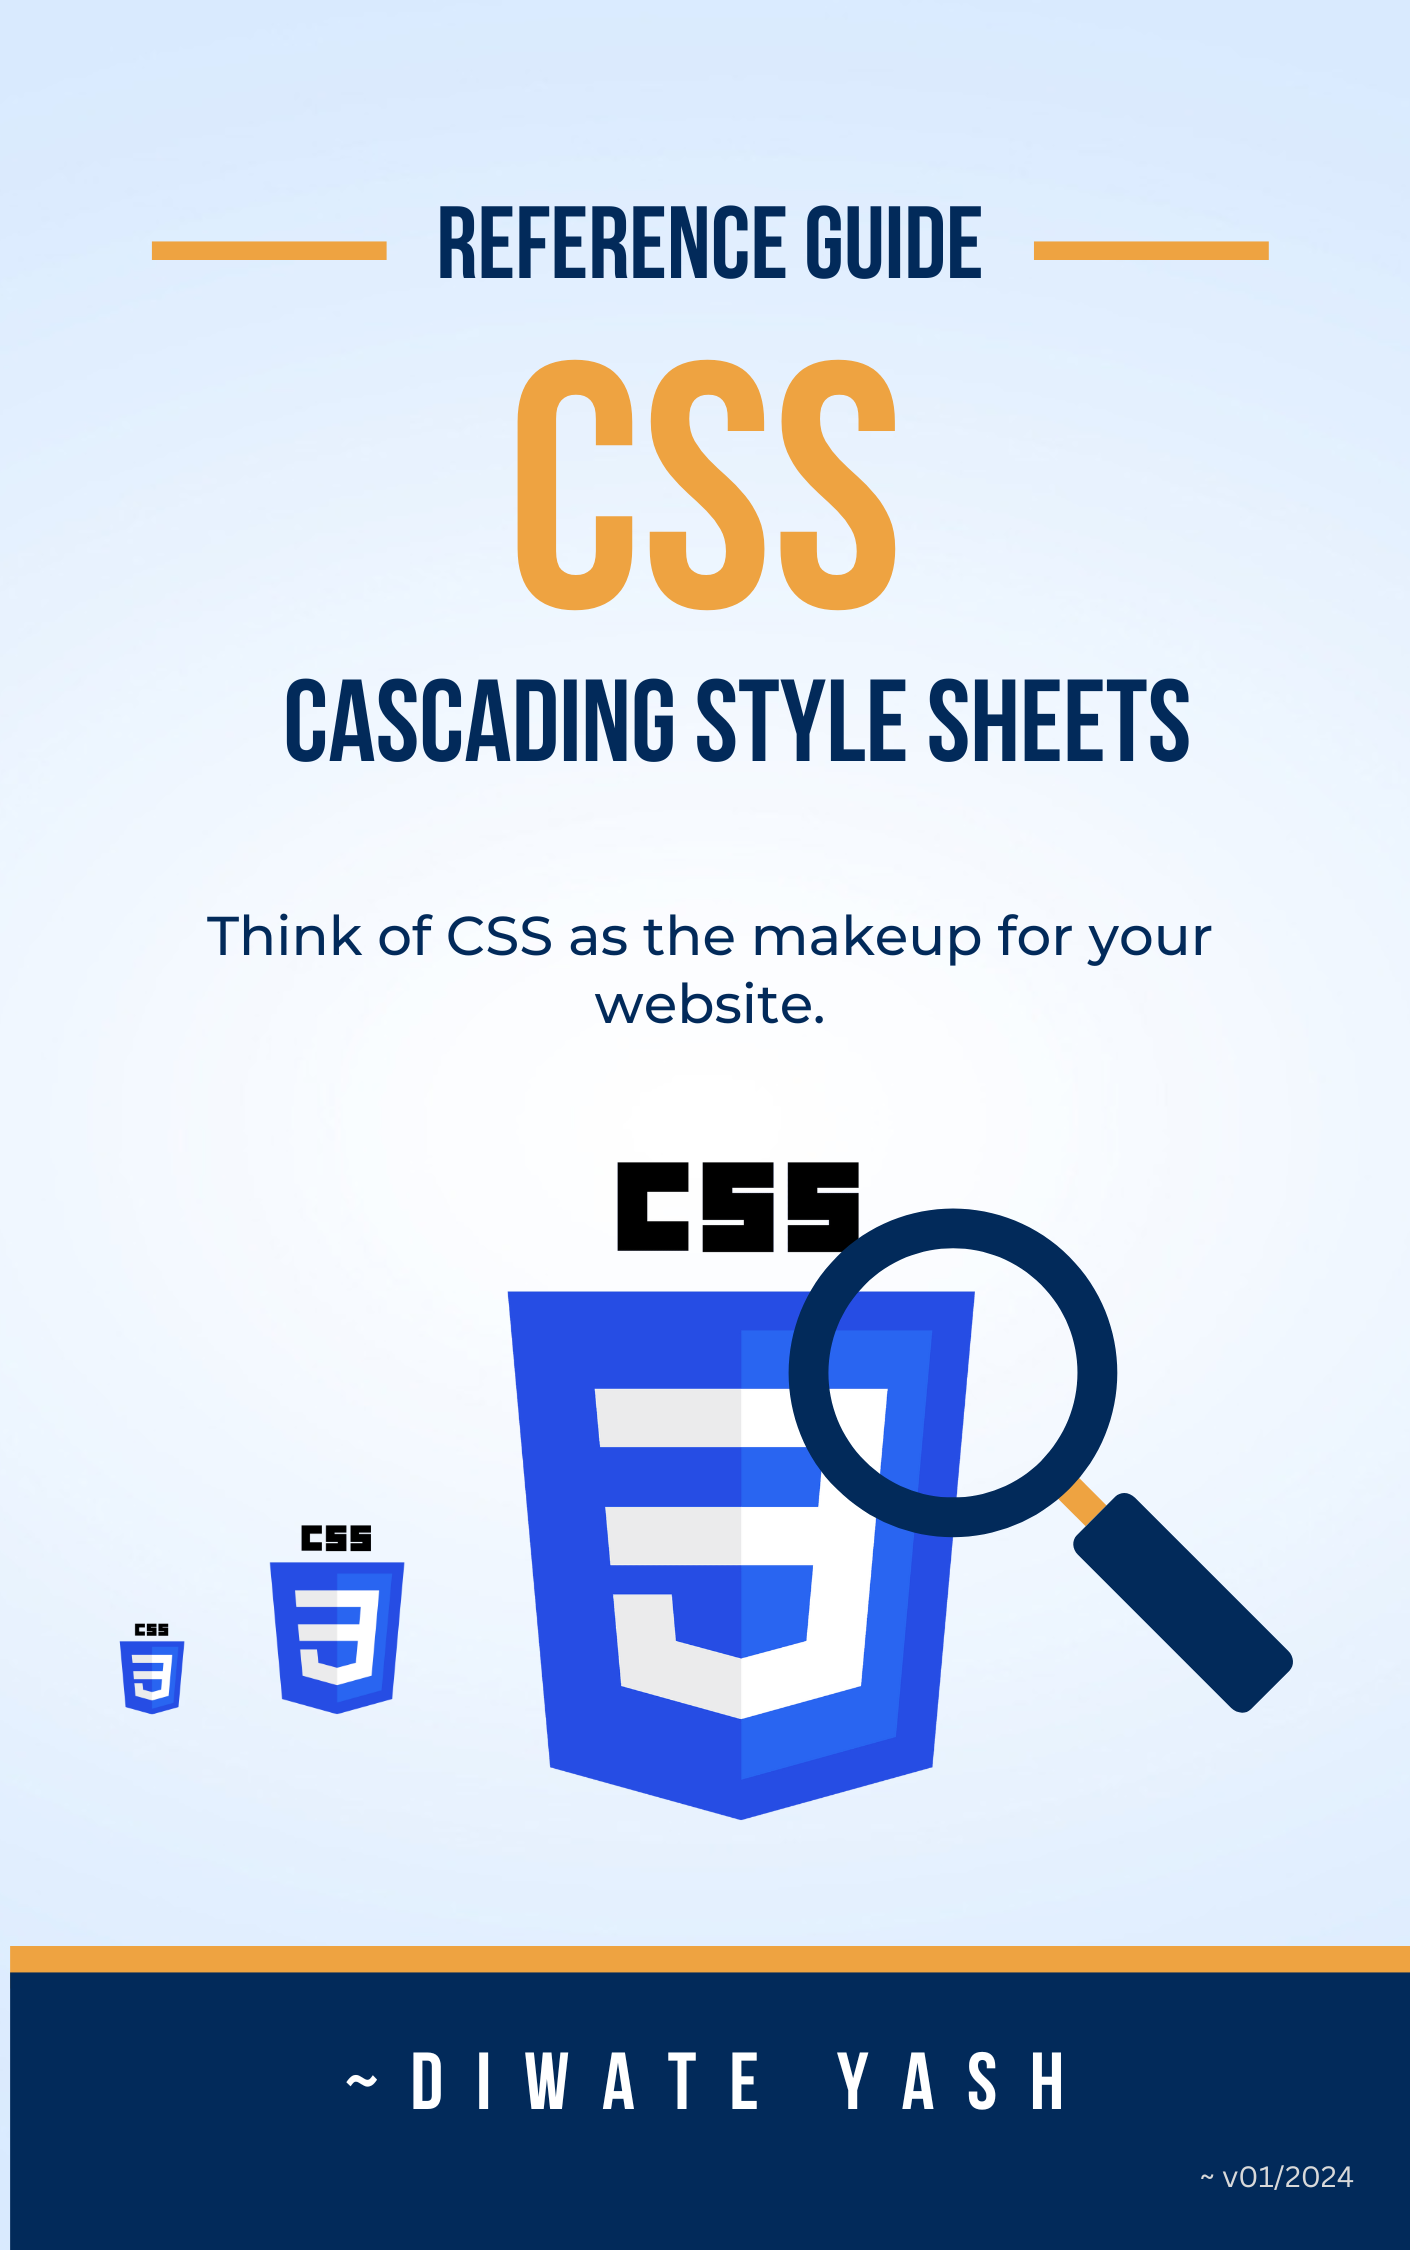 REFERENCE GUIDE
CSS
CASCADING STYLE SHEETS
Think of CSS as the makeup for your
website.
CSS
CSS
CSS
~DIWATE YASH
~ v01/2024